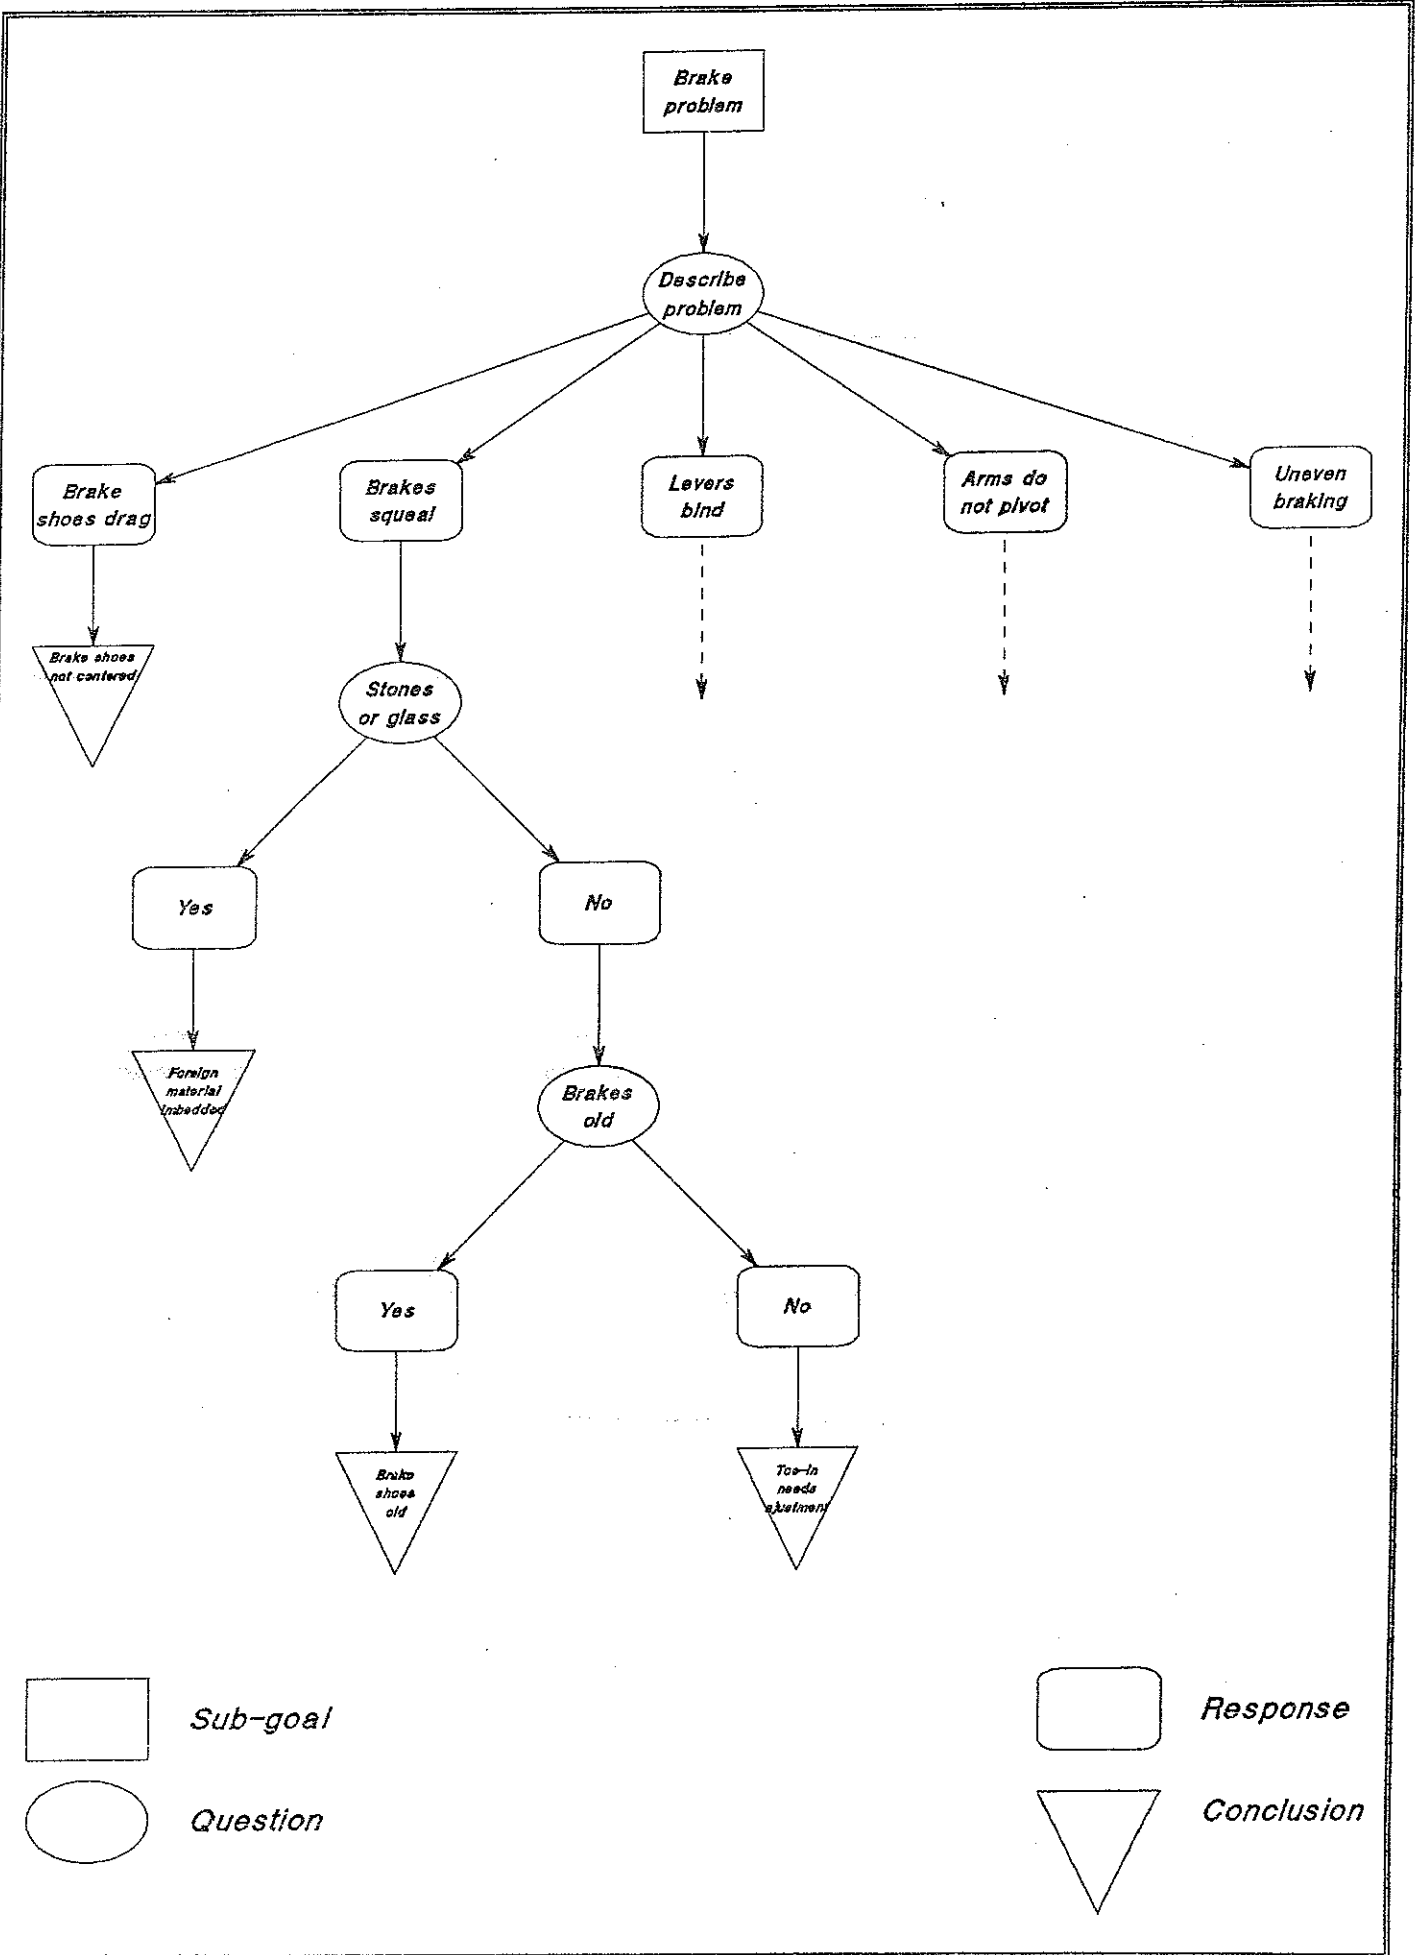 Brake
problem
Describe
problem
Brake
shoes drag
Brakes
squeal
Levers
bind
Arms do
not pivot
Uneven
braking
Brake shoes
not centered
Stones
or glass
Yes
No
Foreign
material
imbedded
Brakes
old
Yes
No
Brake
shoes
old
Toe-in
needs
ajustment
Sub-goal
Response
Question
Conclusion